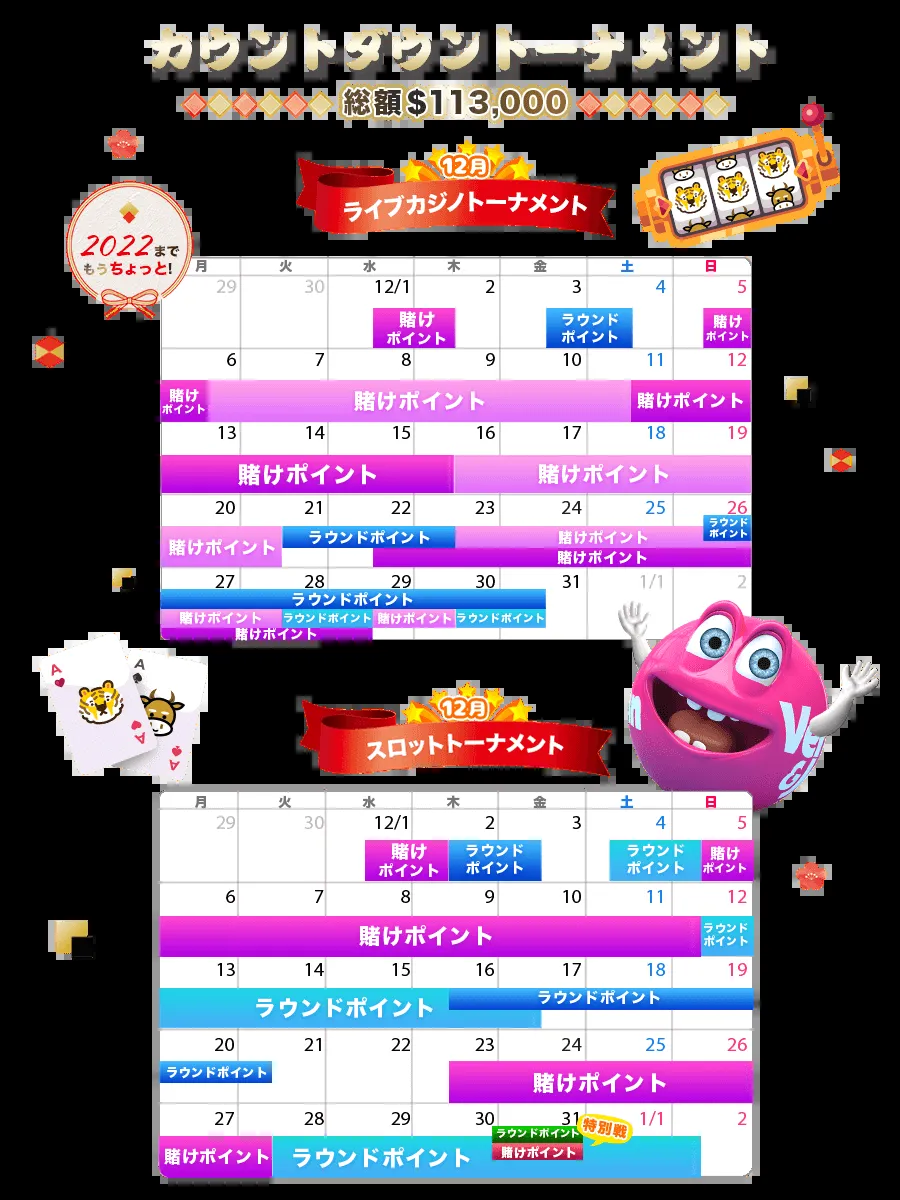 カウントダウントーナメント
総額$113,000
12月
ライブカジノトーナメント
2022まで
もうちょっと!
月 火 水 木 金 土 日
29 30 12/1 2 3 4 5
賭け
ポイント
ラウンド
ポイント
賭け
ポイント
6 7 8 9 10 11 12
賭け
ポイント
賭けポイント
賭けポイント
13 14 15 16 17 18 19
賭けポイント
賭けポイント
20 21 22 23 24 25 26
賭けポイント
ラウンドポイント
賭けポイント
ラウンド
ポイント
賭けポイント
27 28 29 30 31 1/1 2
ラウンドポイント
賭けポイント ラウンドポイント 賭けポイント ラウンドポイント
賭けポイント
A
A
A
A
12月
スロットトーナメント
月 火 水 木 金 土 日
29 30 12/1 2 3 4 5
賭け
ポイント
ラウンド
ポイント
ラウンド
ポイント
賭け
ポイント
6 7 8 9 10 11 12
賭けポイント
ラウンド
ポイント
13 14 15 16 17 18 19
ラウンドポイント
ラウンドポイント
20 21 22 23 24 25 26
ラウンドポイント
賭けポイント
27 28 29 30 31 1/1 2
賭けポイント
ラウンドポイント
ラウンドポイント
賭けポイント
特別戦